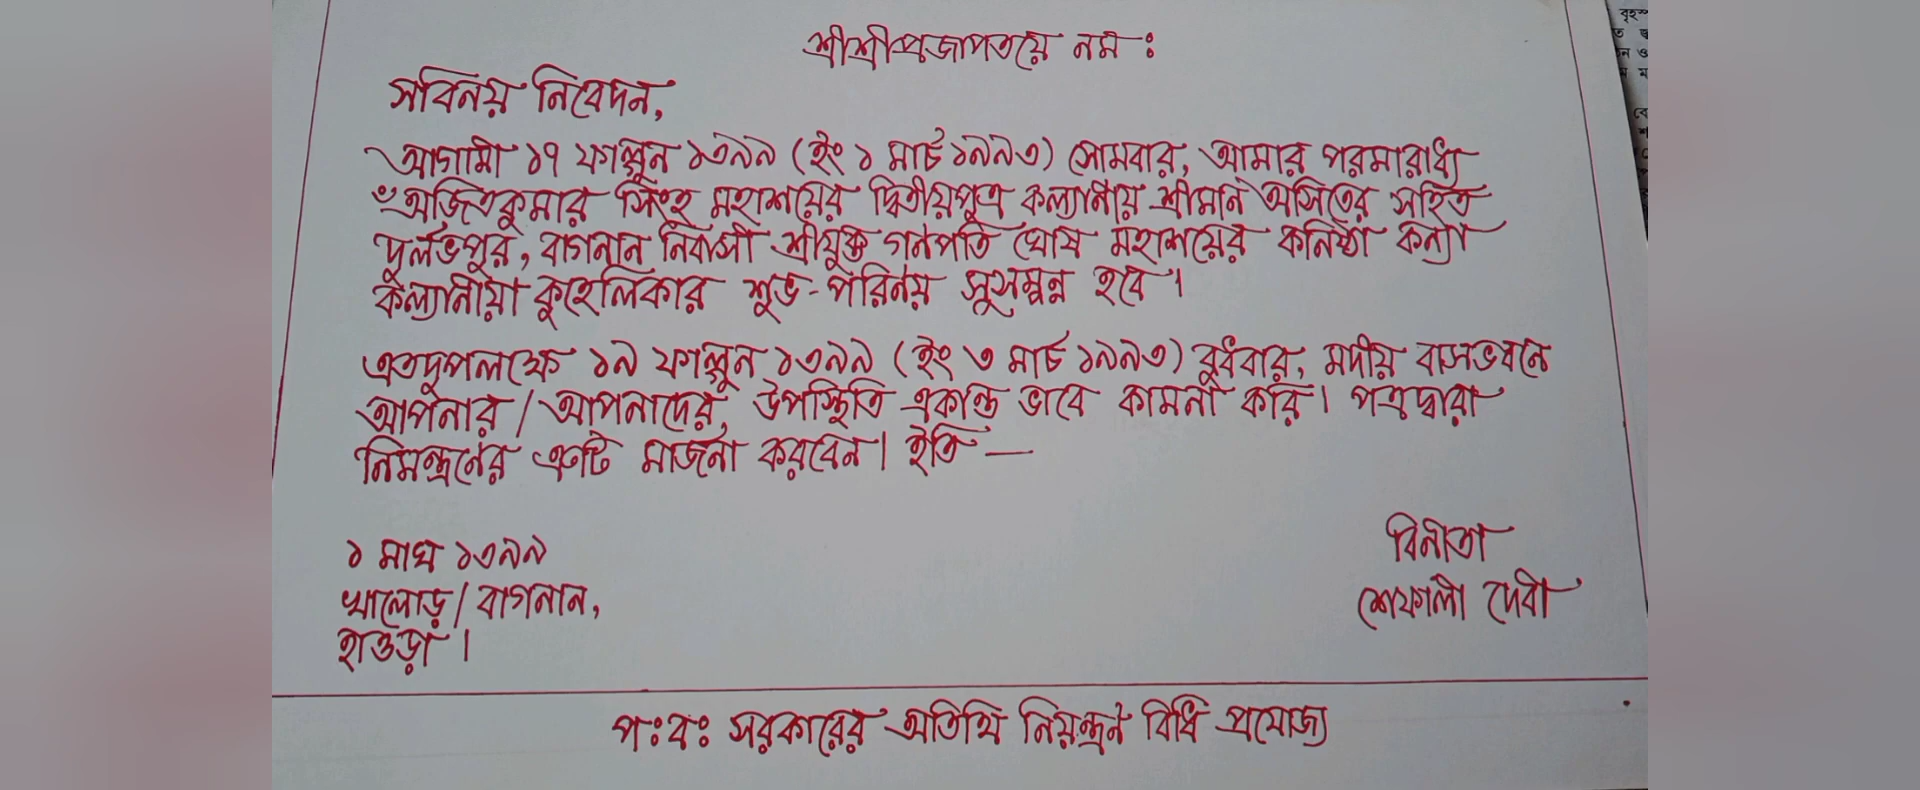 শ্রীশ্রীপ্রজাপতয়ে নমঃ
সবিনয় নিবেদন,
আগামী ১৭ ফাল্গুন ১৩৯৯ (ইং ১ মার্চ ১৯৯৩) সোমবার, আমার পরমারাধ্য
ঁঅজিতকুমার সিংহ মহাশয়ের দ্বিতীয়পুত্র কল্যানীয় শ্রীমান অসিতের সহিত
দুর্লভপুর, বাগনান নিবাসী শ্রীযুক্ত গনপতি ঘোষ মহাশয়ের কনিষ্ঠা কন্যা
কল্যানীয়া কুহেলিকার শুভ-পরিনয় সুসম্পন্ন হবে।
এতদুপলক্ষে ১৯ ফাল্গুন ১৩৯৯ (ইং ৩ মার্চ ১৯৯৩) বুধবার, মদীয় বাসভবনে
আপনার / আপনাদের উপস্থিতি একান্ত ভাবে কামনা করি। পত্রদ্বারা
নিমন্ত্রনের ত্রুটি মার্জনা করবেন। ইতি —
১ মাঘ ১৩৯৯
খালোড় / বাগনান,
হাওড়া।
বিনীতা
শেফালী দেবী
পঃবঃ সরকারের অতিথি নিয়ন্ত্রন বিধি প্রযোজ্য